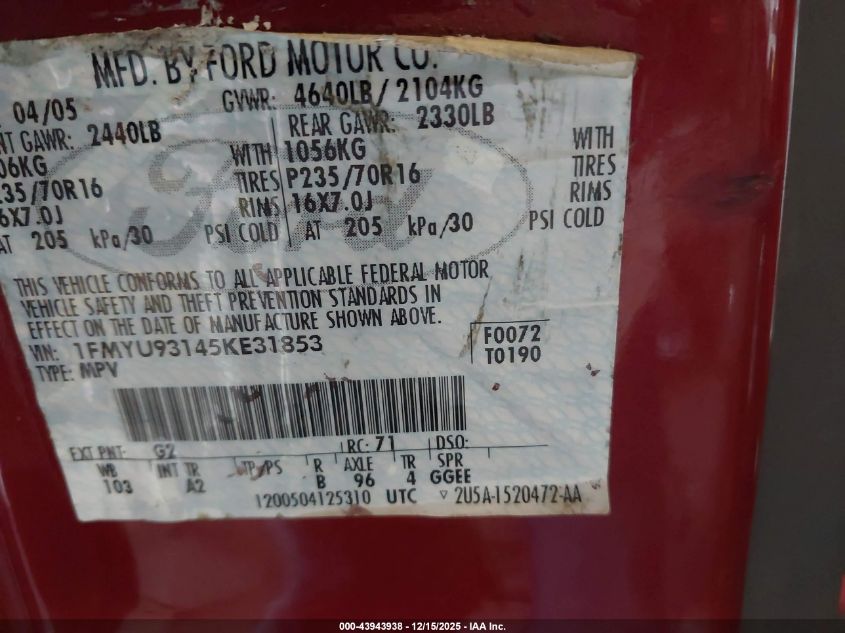 MFD. BY FORD MOTOR CO.
04/05 GVWR: 4640LB/ 2104KG
NT GAWR: 2440LB REAR GAWR: 2330LB
06KG WITH 1056KG WITH
235/70R16 TIRES P235/70R16 TIRES
6X7.0J RIMS 16X7.0J RIMS
AT 205 kPa/30 PSI COLD AT 205 kPa/30 PSI COLD
Ford
THIS VEHICLE CONFORMS TO ALL APPLICABLE FEDERAL MOTOR
VEHICLE SAFETY AND THEFT PREVENTION STANDARDS IN
EFFECT ON THE DATE OF MANUFACTURE SHOWN ABOVE.
VIN: 1FMYU93145KE31853 F0072
TYPE: MPV T0190
EXT PNT: G2 RC: 71 DSO:
WB INT TR TP/PS R AXLE TR SPR
103 A2 B 96 4 GGEE
1200504125310 UTC ▽ 2U5A-1520472-AA
000-43943938 - 12/15/2025 - IAA Inc.